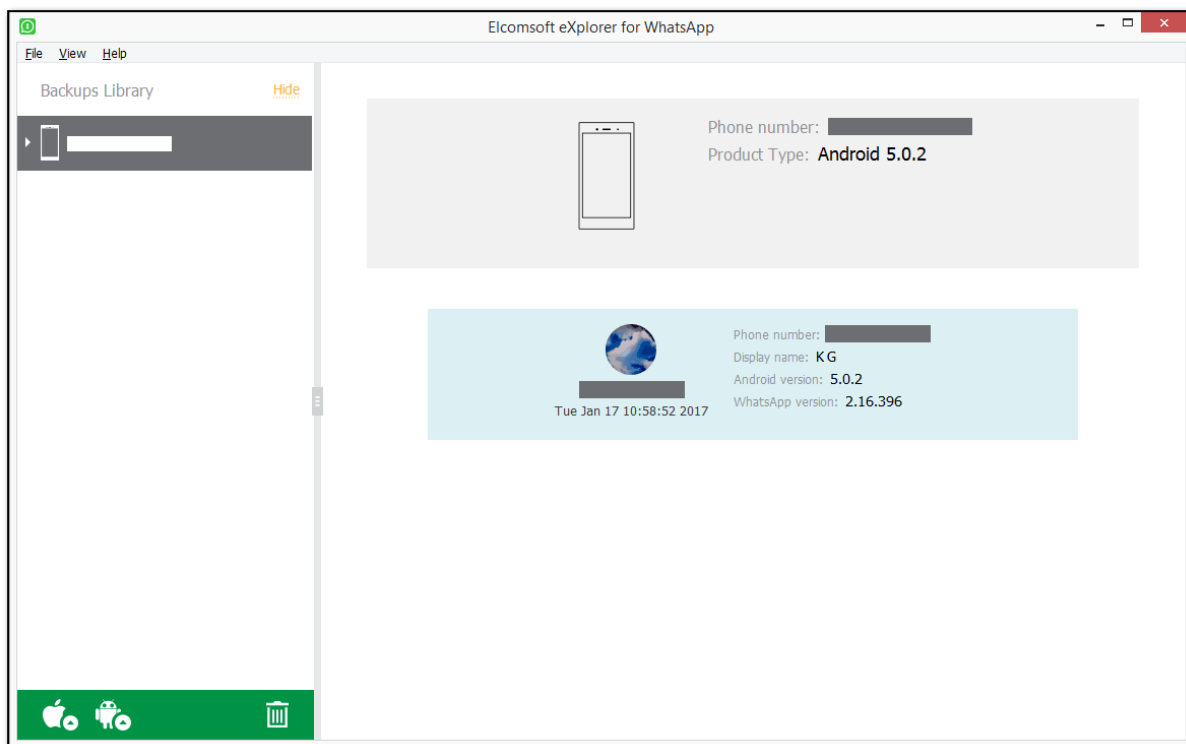 Elcomsoft eXplorer for WhatsApp
File View Help
Backups Library Hide
Phone number:
Product Type: Android 5.0.2
Phone number:
Display name: K G
Android version: 5.0.2
WhatsApp version: 2.16.396
Tue Jan 17 10:58:52 2017